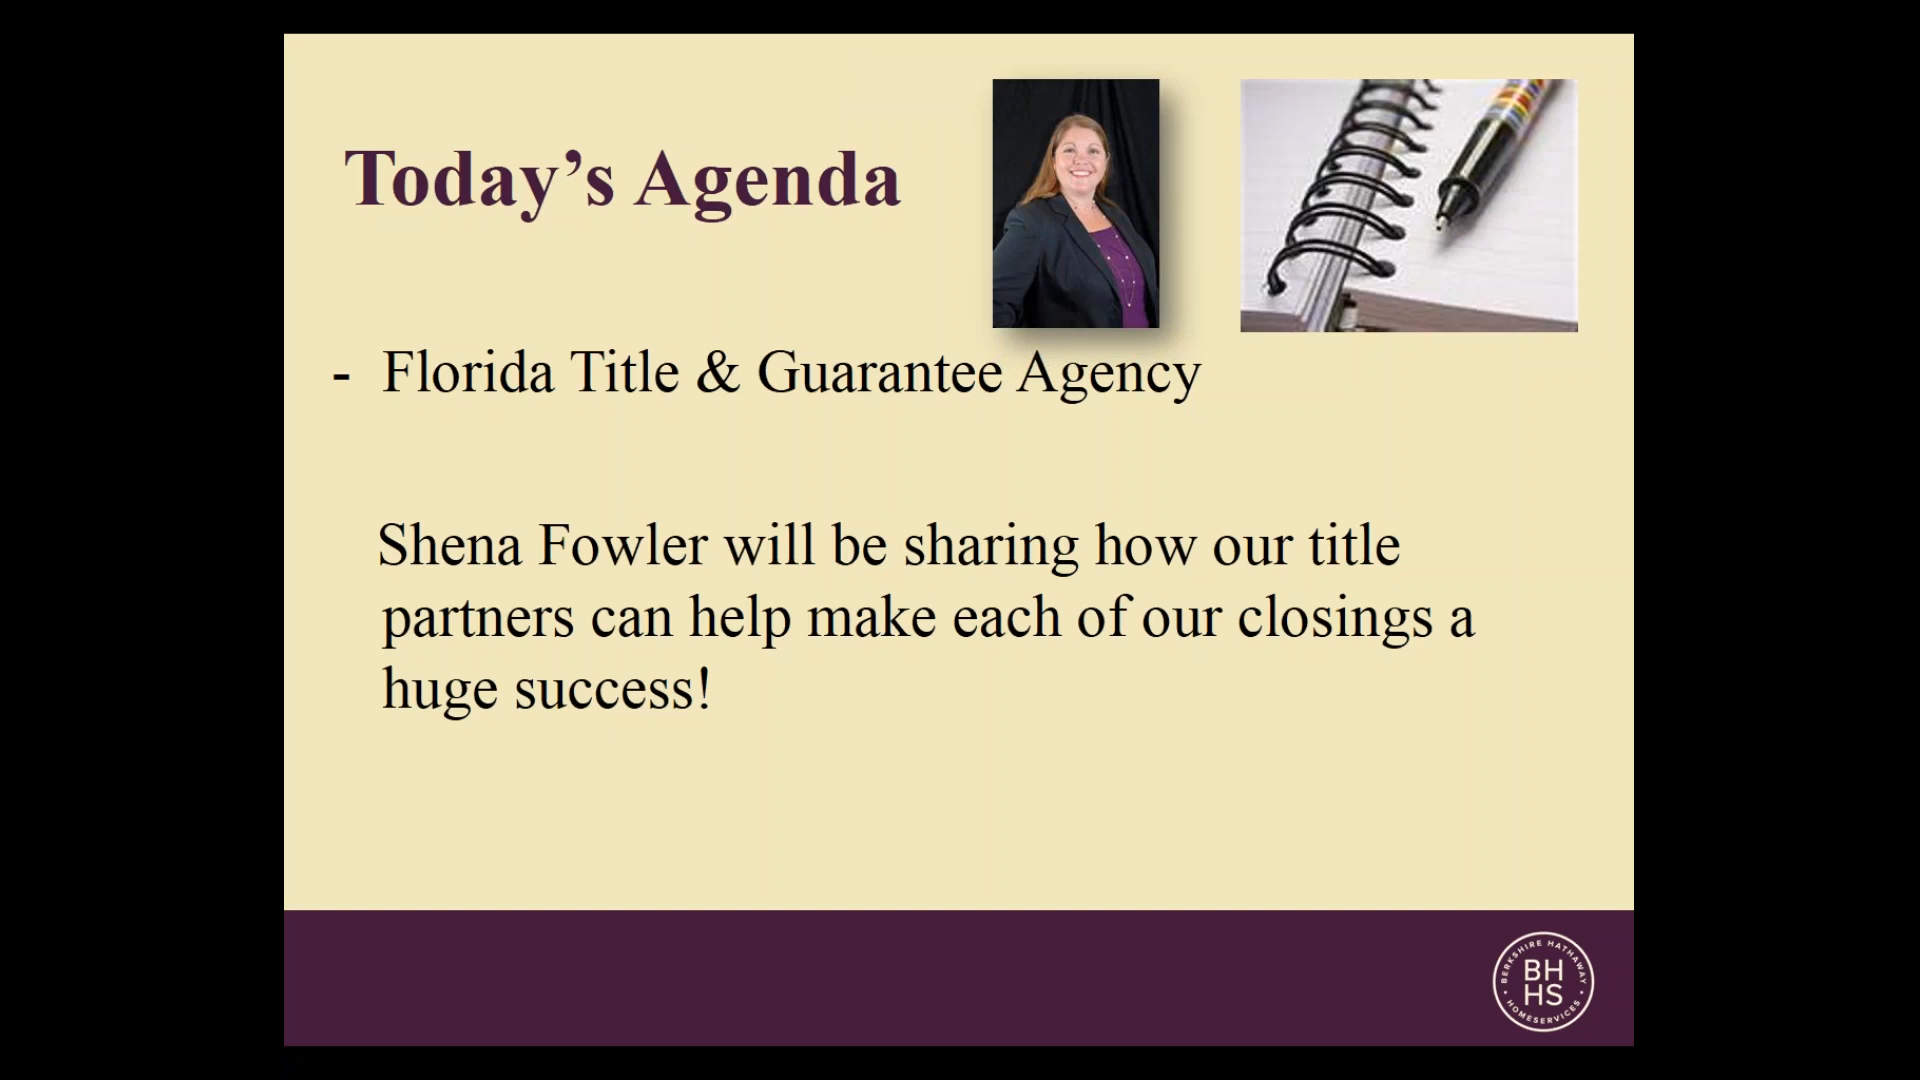 Today’s Agenda
- Florida Title & Guarantee Agency
Shena Fowler will be sharing how our title
partners can help make each of our closings a
huge success!
BERKSHIRE HATHAWAY
BH
HS
HOMESERVICES